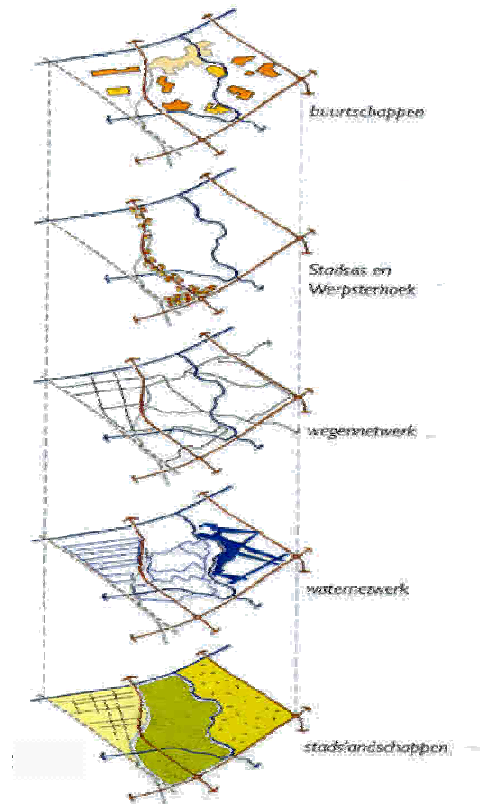 buurtschappen
Stadsas en
Werpsterhoek
wegennetwerk
waternetwerk
stadslandschappen